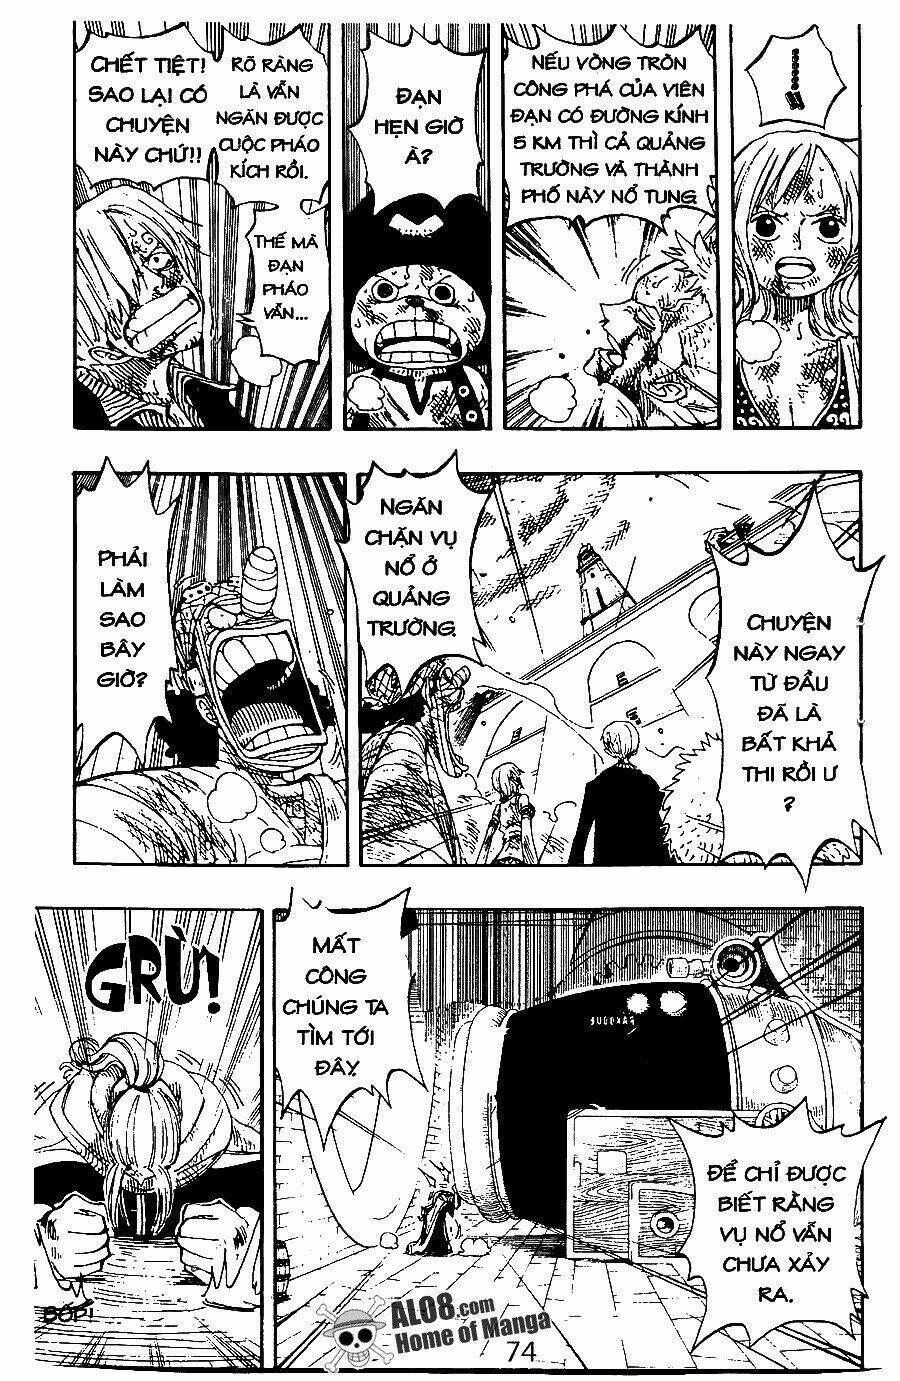 .......!!
NẾU VÒNG TRÒN
CÔNG PHÁ CỦA VIÊN
ĐẠN CÓ ĐƯỜNG KÍNH
5 KM THÌ CẢ QUẢNG
TRƯỜNG VÀ THÀNH
PHỐ NÀY NỔ TUNG.
ĐẠN
HẸN GIỜ
À?
RÕ RÀNG
LÀ VẪN
NGĂN ĐƯỢC
CUỘC PHÁO
KÍCH RỒI.
THẾ MÀ
ĐẠN
PHÁO
VẪN...
CHẾT TIỆT!
SAO LẠI CÓ
CHUYỆN
NÀY CHỨ!!
CHUYỆN
NÀY NGAY
TỪ ĐẦU
ĐÃ LÀ
BẤT KHẢ
THI RỒI Ư
?
NGĂN
CHẶN VỤ
NỔ Ở
QUẢNG
TRƯỜNG.
PHẢI
LÀM
SAO
BÂY
GIỜ?
MẤT
CÔNG
CHÚNG TA
TÌM TỚI
ĐÂY.
ĐỂ CHỈ ĐƯỢC
BIẾT RẰNG
VỤ NỔ VẪN
CHƯA XẢY
RA.
GRỪ!
BỐP!
ALO8.com
Home of Manga
74